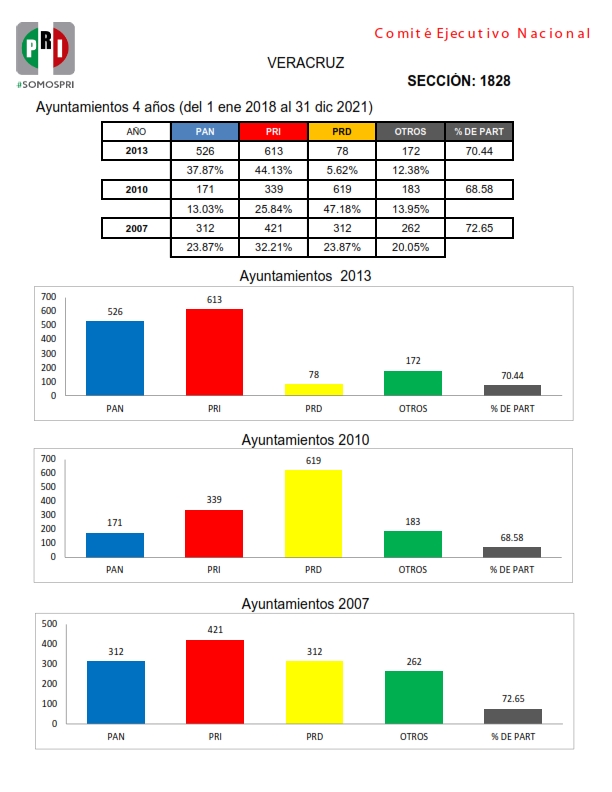 PRI
#SOMOSPRI
Comité Ejecutivo Nacional
VERACRUZ
SECCIÓN: 1828
Ayuntamientos 4 años (del 1 ene 2018 al 31 dic 2021)
AÑO PAN PRI PRD OTROS % DE PART
2013 526 613 78 172 70.44
37.87% 44.13% 5.62% 12.38%
2010 171 339 619 183 68.58
13.03% 25.84% 47.18% 13.95%
2007 312 421 312 262 72.65
23.87% 32.21% 23.87% 20.05%
Ayuntamientos 2013
700
600
500
400
300
200
100
0
526 613 78 172 70.44
PAN PRI PRD OTROS % DE PART
Ayuntamientos 2010
700
600
500
400
300
200
100
0
171 339 619 183 68.58
PAN PRI PRD OTROS % DE PART
Ayuntamientos 2007
500
400
300
200
100
0
312 421 312 262 72.65
PAN PRI PRD OTROS % DE PART